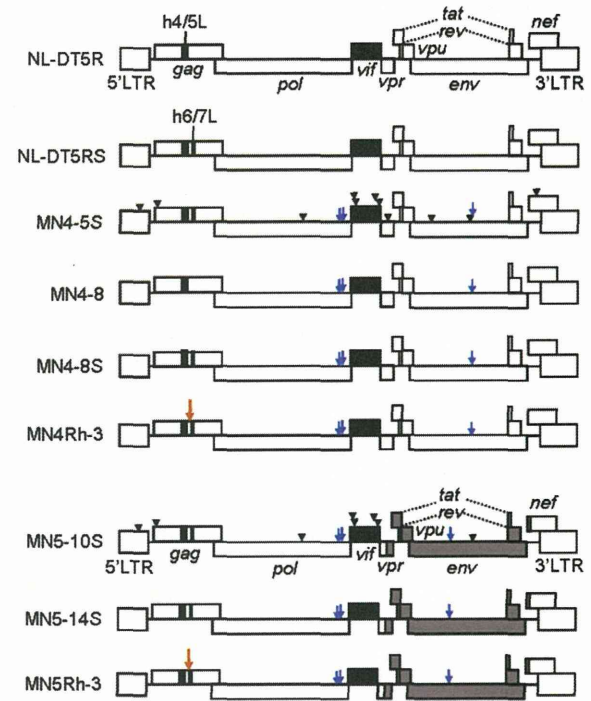 h4/5L
tat
rev
nef
NL-DT5R
vpu
5'LTR
gag
pol
vif
vpr
env
3'LTR
h6/7L
NL-DT5RS
MN4-5S
MN4-8
MN4-8S
MN4Rh-3
tat
rev
nef
MN5-10S
vpu
5'LTR
gag
pol
vif
vpr
env
3'LTR
MN5-14S
MN5Rh-3